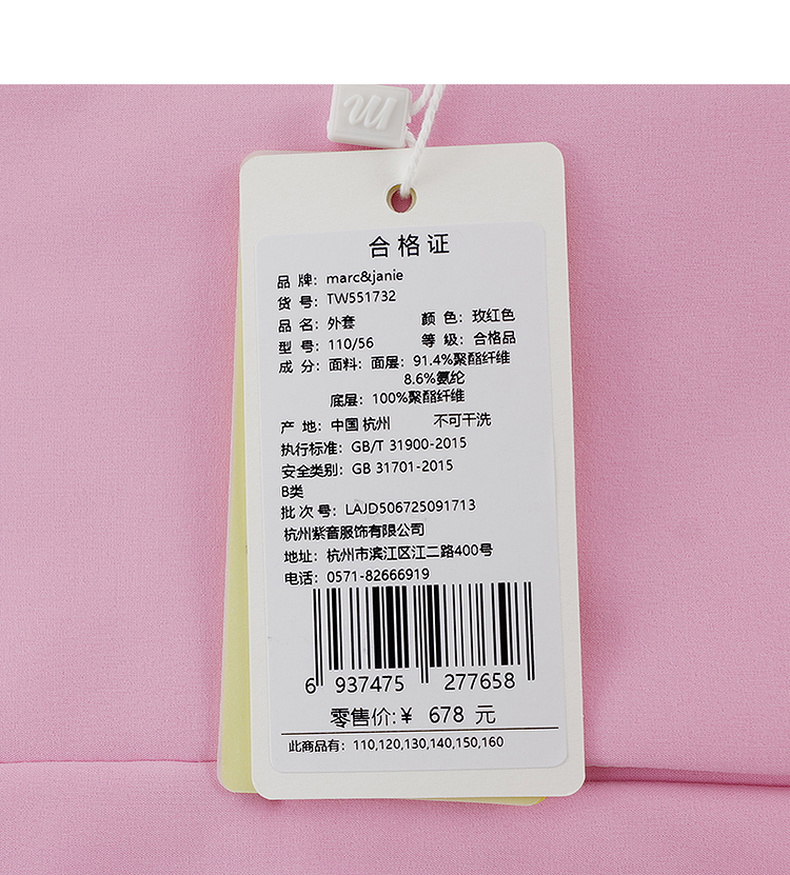 合格证
品 牌：marc&janie
货 号：TW551732
品 名：外套 颜 色：玫红色
型 号：110/56 等 级：合格品
成 分：面料：面层：91.4%聚酯纤维
8.6%氨纶
底层：100%聚酯纤维
产 地：中国 杭州 不可干洗
执行标准：GB/T 31900-2015
安全类别：GB 31701-2015
B类
批 次 号：LAJD506725091713
杭州紫音服饰有限公司
地址：杭州市滨江区江二路400号
电话：0571-82666919
6 937475 277658
零售价:¥ 678 元
此商品有：110,120,130,140,150,160